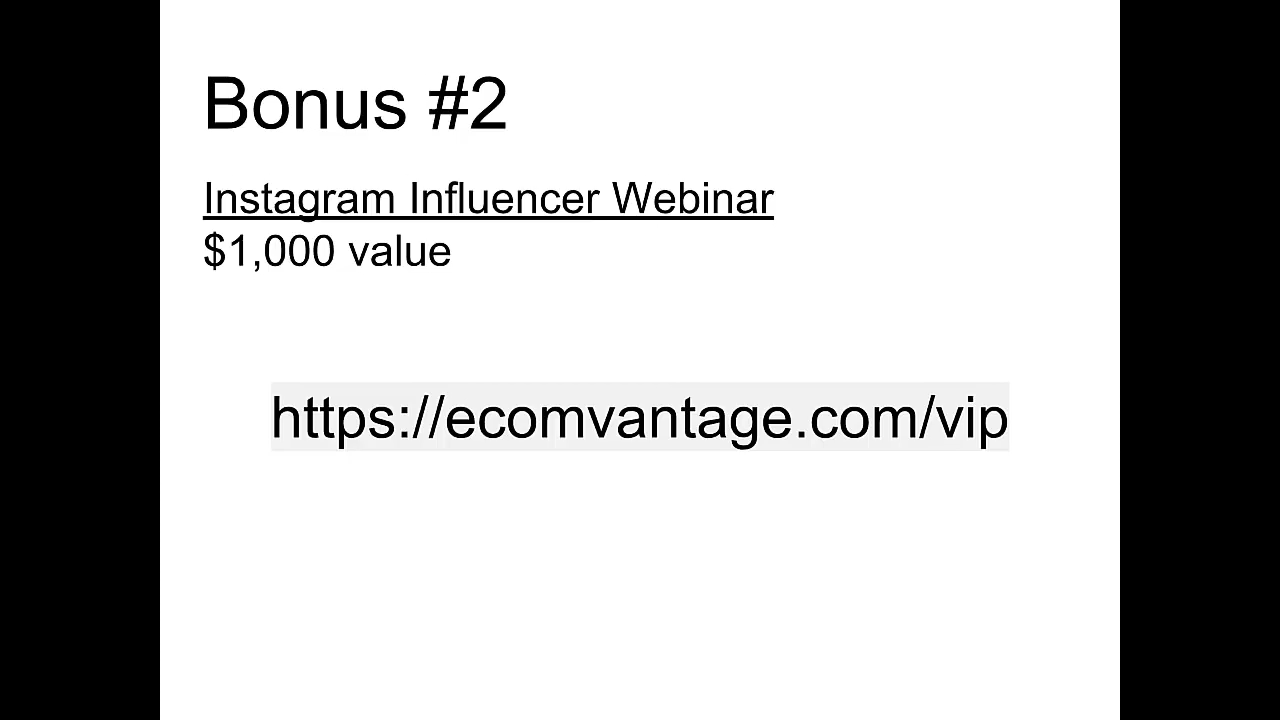 Bonus #2
Instagram Influencer Webinar
$1,000 value
https://ecomvantage.com/vip